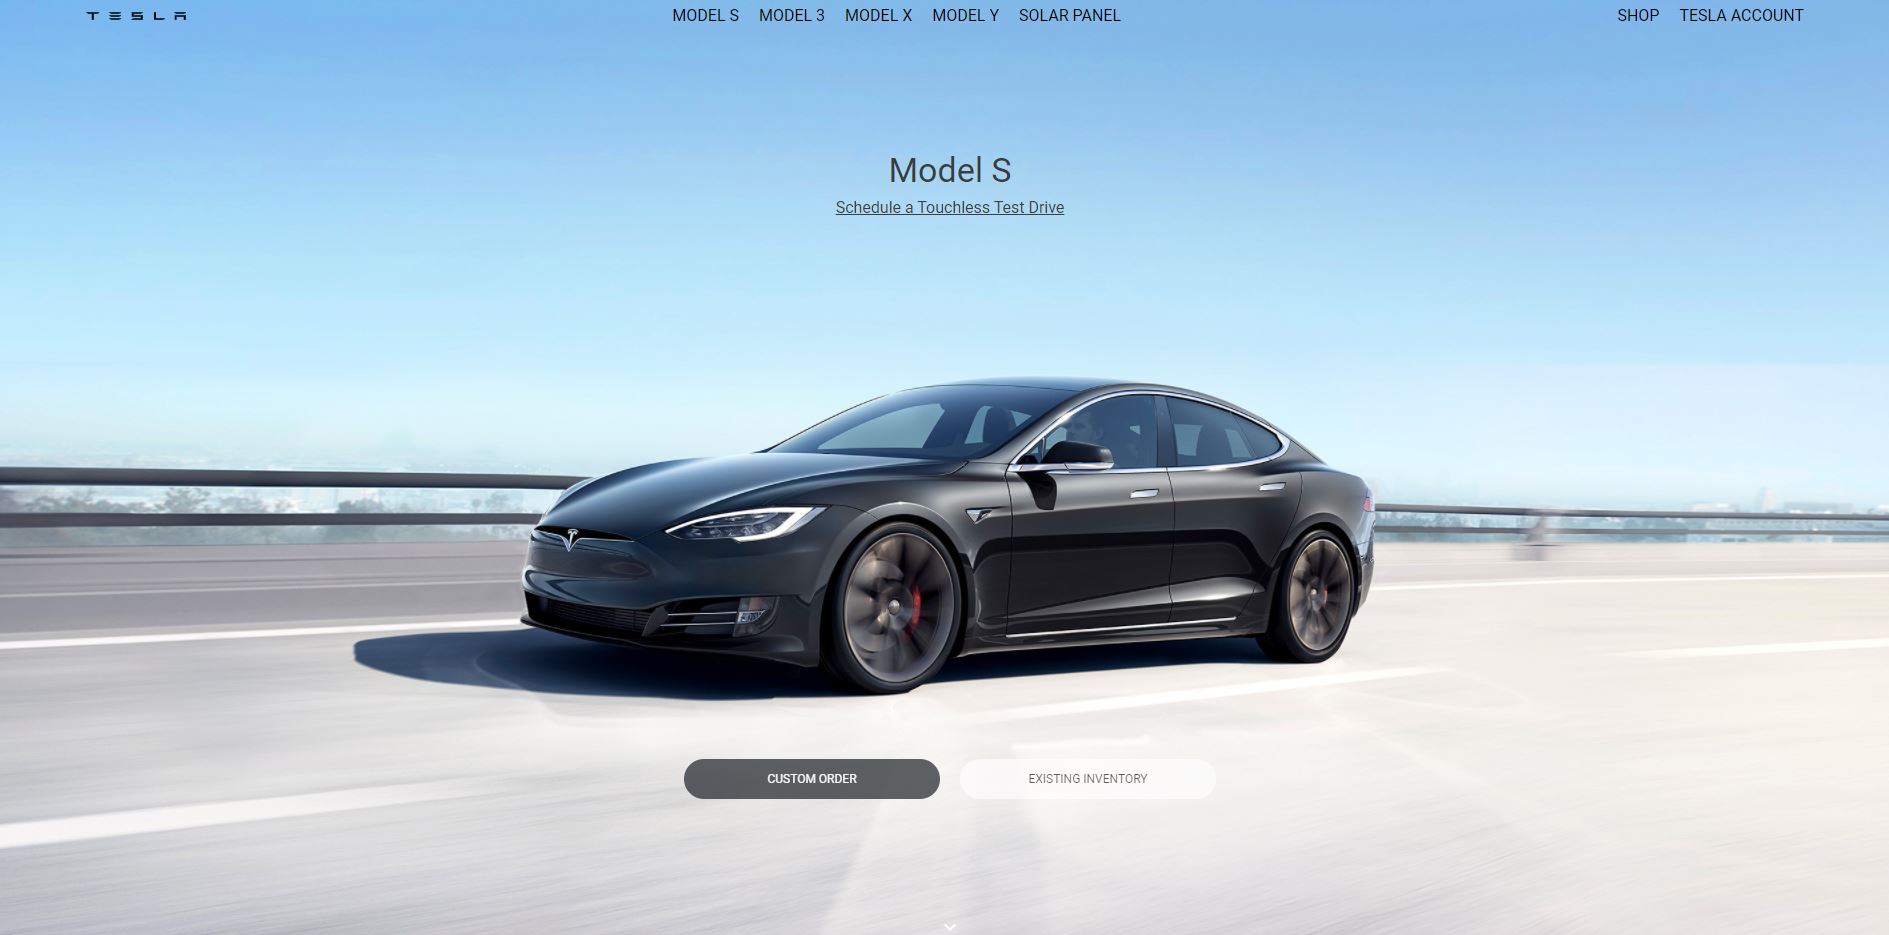 TESLA
MODEL S MODEL 3 MODEL X MODEL Y SOLAR PANEL
SHOP TESLA ACCOUNT
Model S
Schedule a Touchless Test Drive
CUSTOM ORDER
EXISTING INVENTORY